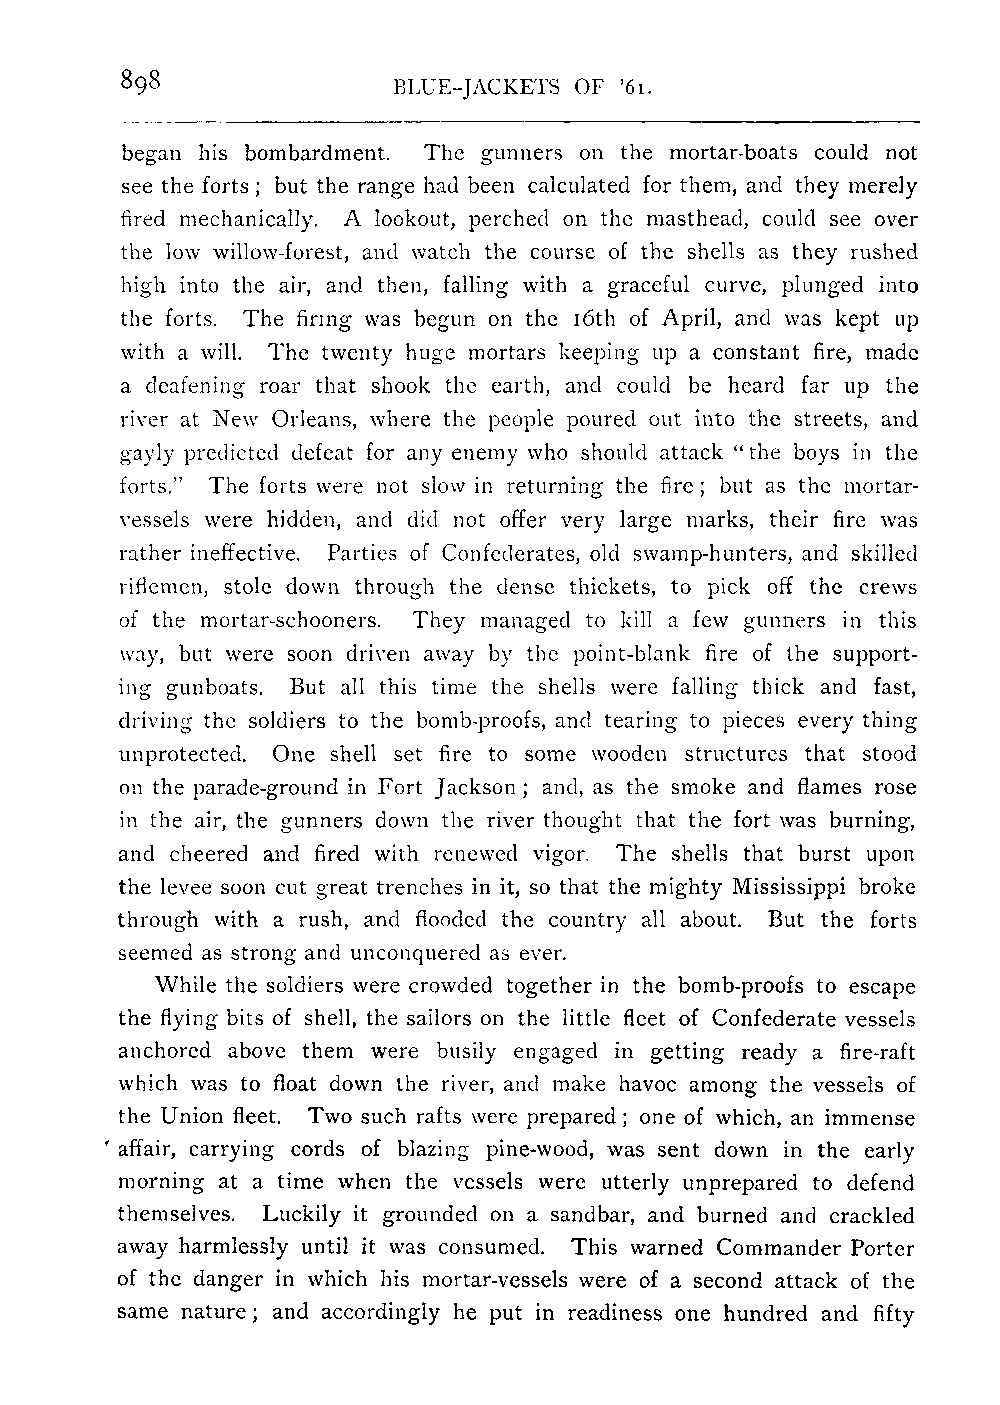 898
BLUE-JACKETS OF '61.
began his bombardment. The gunners on the mortar-boats could not
see the forts; but the range had been calculated for them, and they merely
fired mechanically. A lookout, perched on the masthead, could see over
the low willow-forest, and watch the course of the shells as they rushed
high into the air, and then, falling with a graceful curve, plunged into
the forts. The firing was begun on the 16th of April, and was kept up
with a will. The twenty huge mortars keeping up a constant fire, made
a deafening roar that shook the earth, and could be heard far up the
river at New Orleans, where the people poured out into the streets, and
gayly predicted defeat for any enemy who should attack "the boys in the
forts." The forts were not slow in returning the fire; but as the mortar-
vessels were hidden, and did not offer very large marks, their fire was
rather ineffective. Parties of Confederates, old swamp-hunters, and skilled
riflemen, stole down through the dense thickets, to pick off the crews
of the mortar-schooners. They managed to kill a few gunners in this
way, but were soon driven away by the point-blank fire of the support-
ing gunboats. But all this time the shells were falling thick and fast,
driving the soldiers to the bomb-proofs, and tearing to pieces every thing
unprotected. One shell set fire to some wooden structures that stood
on the parade-ground in Fort Jackson; and, as the smoke and flames rose
in the air, the gunners down the river thought that the fort was burning,
and cheered and fired with renewed vigor. The shells that burst upon
the levee soon cut great trenches in it, so that the mighty Mississippi broke
through with a rush, and flooded the country all about. But the forts
seemed as strong and unconquered as ever.
While the soldiers were crowded together in the bomb-proofs to escape
the flying bits of shell, the sailors on the little fleet of Confederate vessels
anchored above them were busily engaged in getting ready a fire-raft
which was to float down the river, and make havoc among the vessels of
the Union fleet. Two such rafts were prepared; one of which, an immense
affair, carrying cords of blazing pine-wood, was sent down in the early
morning at a time when the vessels were utterly unprepared to defend
themselves. Luckily it grounded on a sandbar, and burned and crackled
away harmlessly until it was consumed. This warned Commander Porter
of the danger in which his mortar-vessels were of a second attack of the
same nature; and accordingly he put in readiness one hundred and fifty